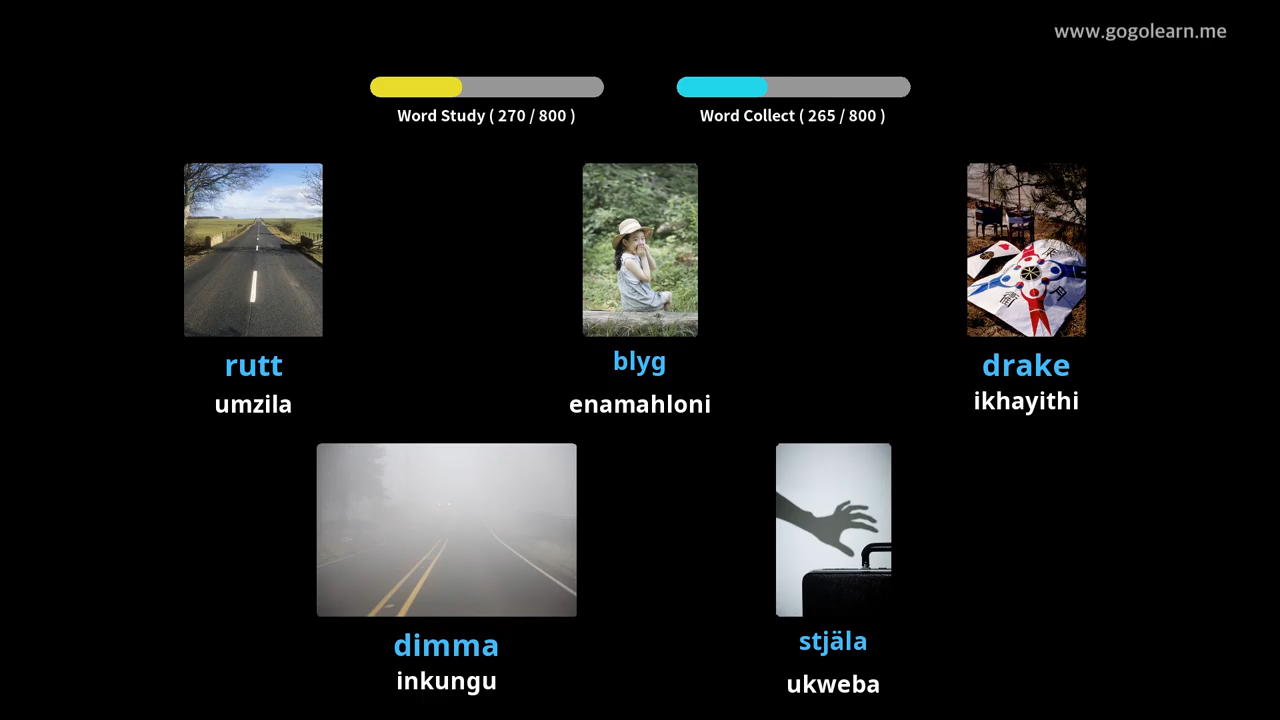 www.gogolearn.me
Word Study ( 270 / 800 )
Word Collect ( 265 / 800 )
rutt
umzila
blyg
enamahloni
drake
ikhayithi
dimma
inkungu
stjäla
ukweba